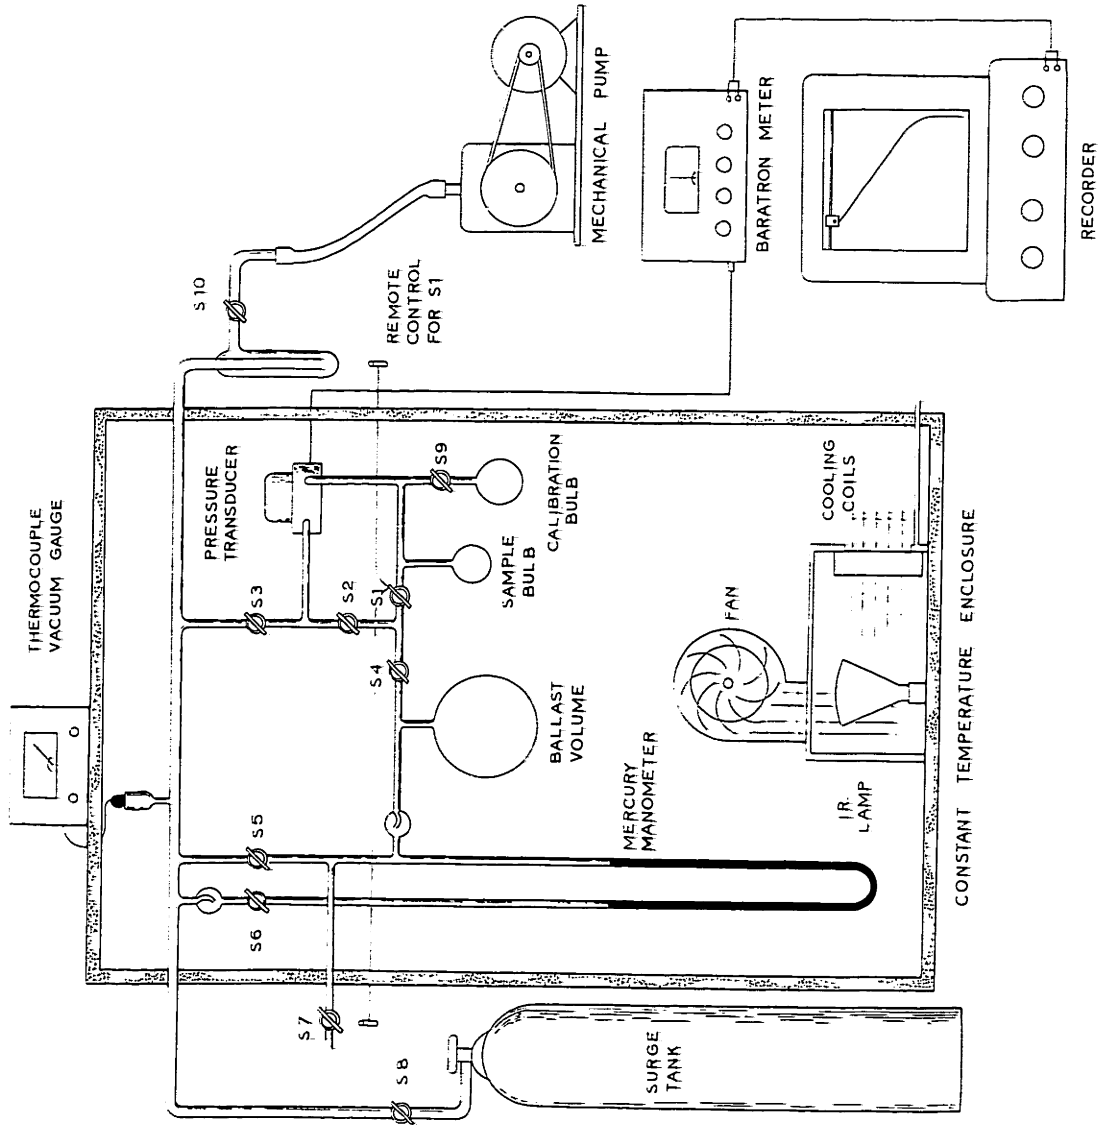 THERMOCOUPLE
VACUUM GAUGE
S10
MECHANICAL PUMP
REMOTE
CONTROL
FOR S1
PRESSURE
TRANSDUCER
S9
CALIBRATION
BULB
SAMPLE
BULB
S3
S2
S1
S4
BALLAST
VOLUME
S5
S6
S7
S8
MERCURY
MANOMETER
FAN
COOLING
COILS
I.R.
LAMP
CONSTANT TEMPERATURE ENCLOSURE
SURGE
TANK
BARATRON METER
RECORDER